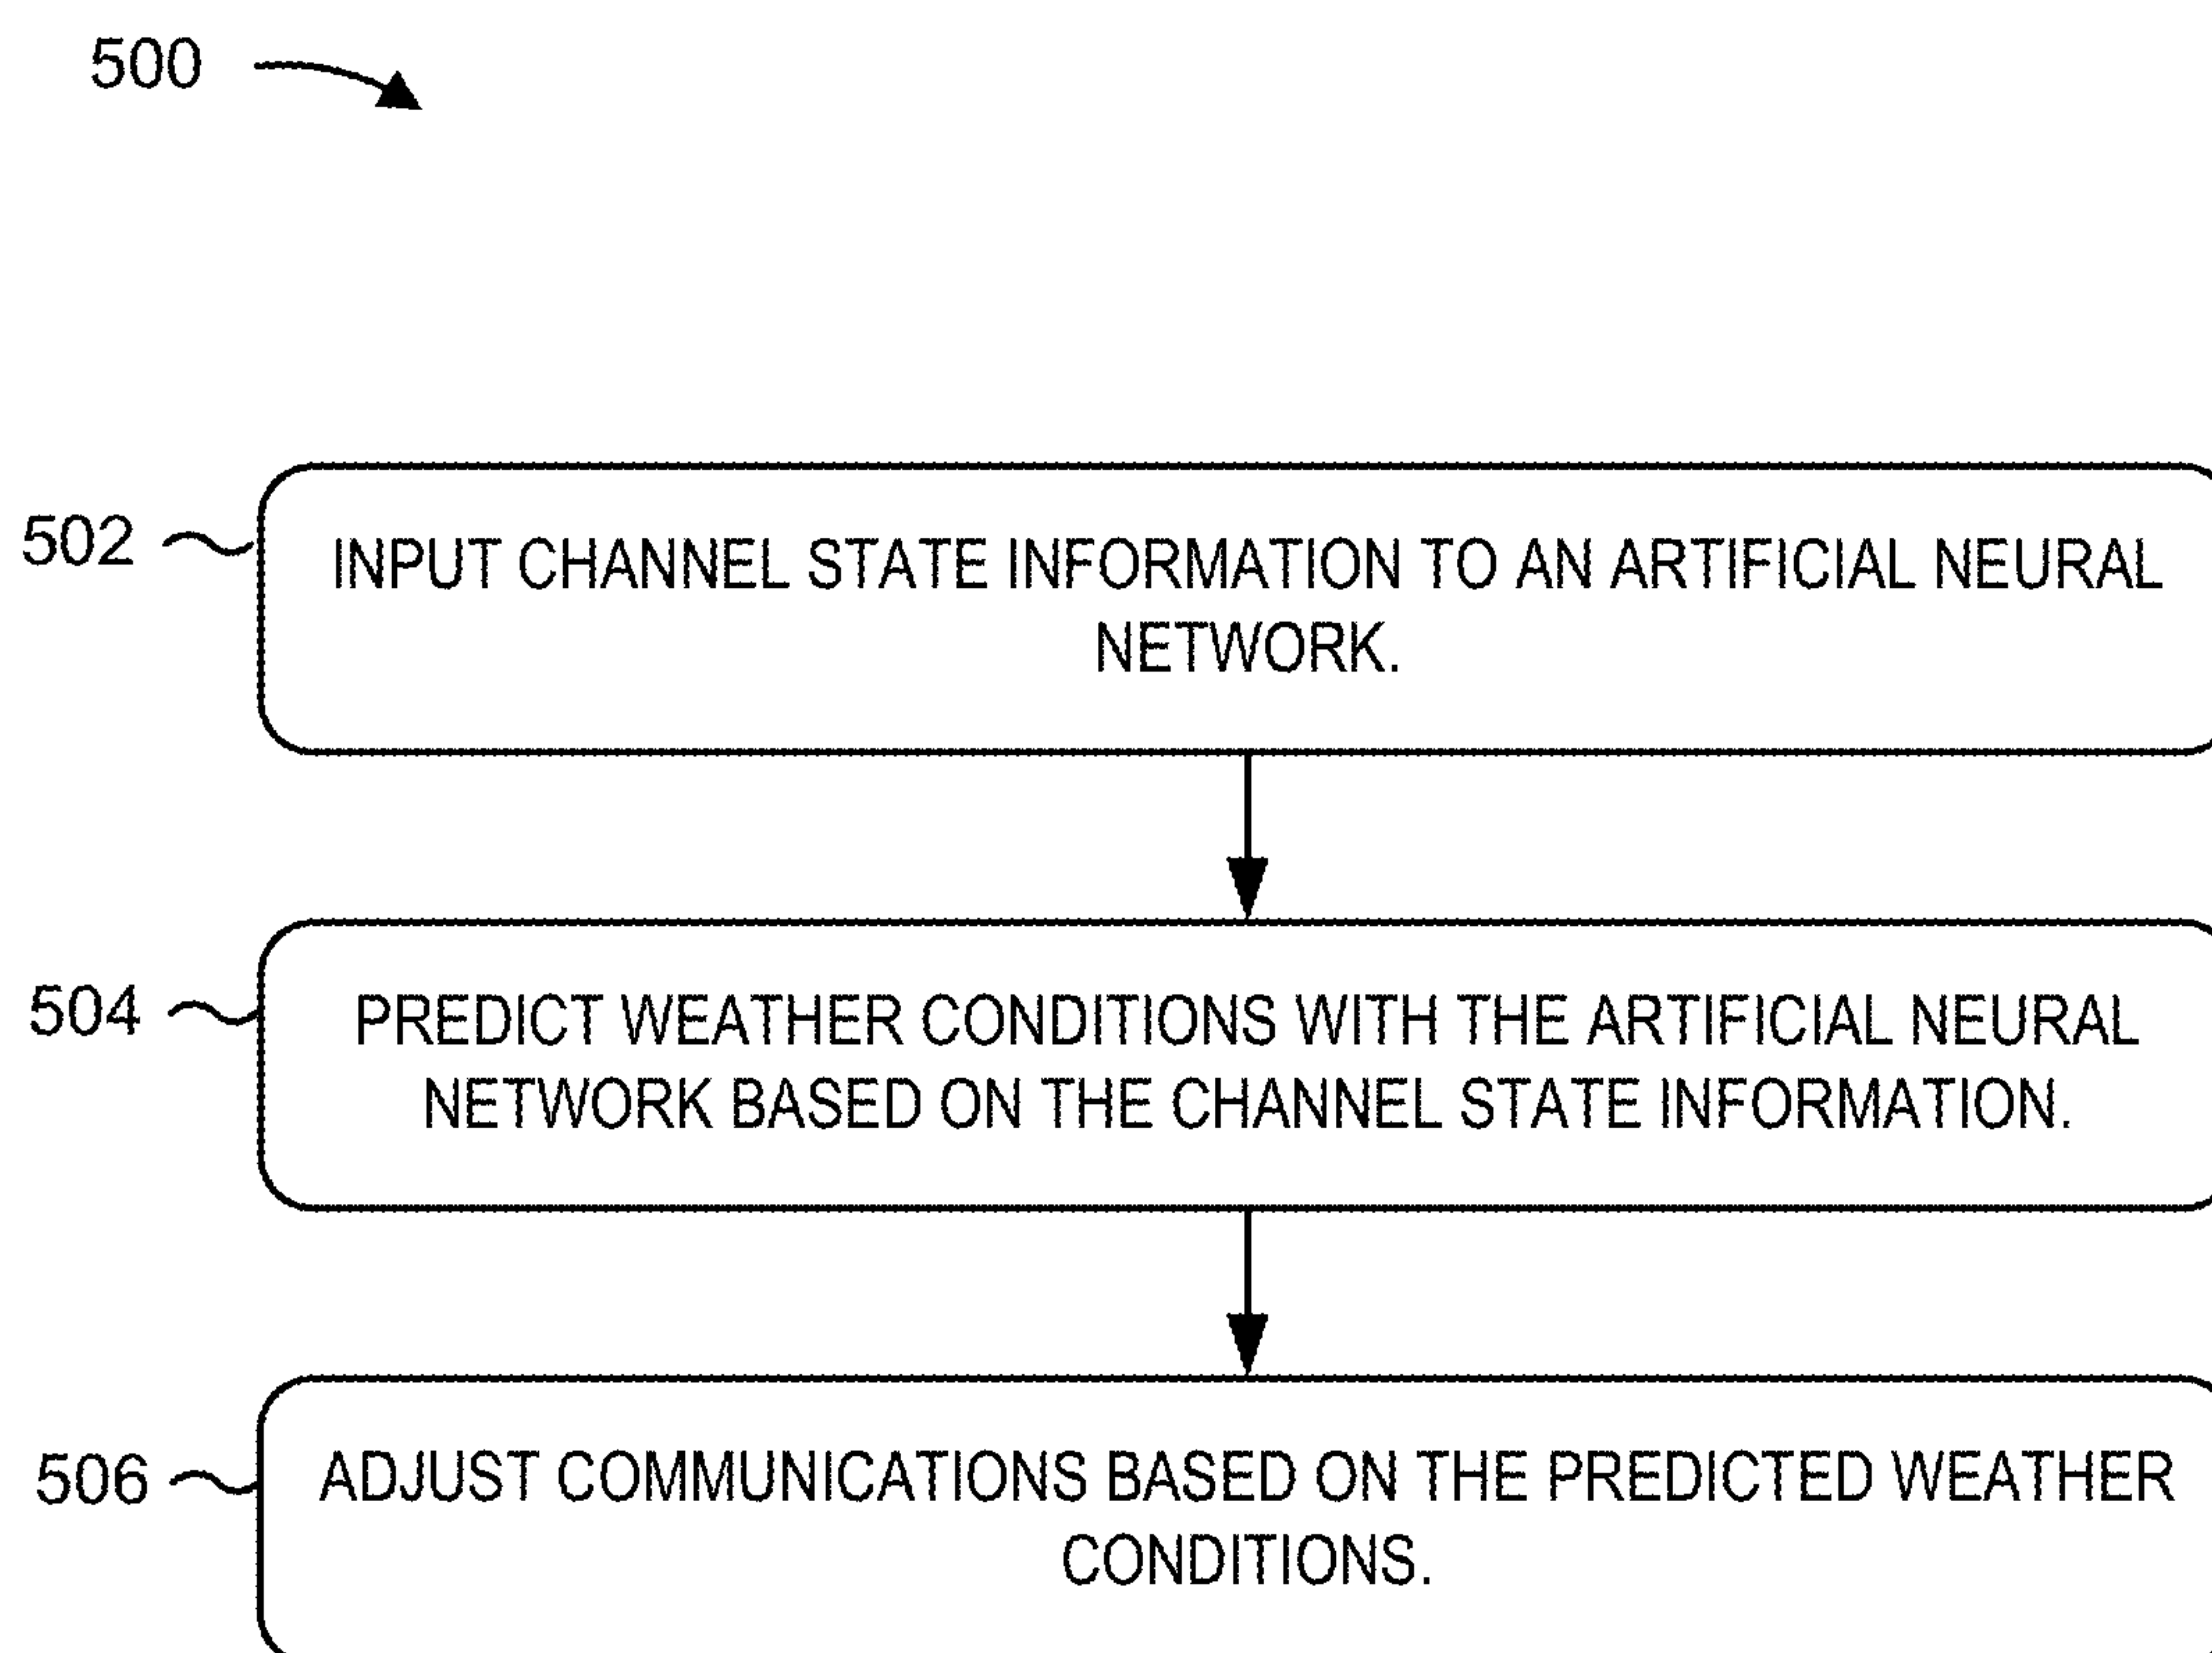 500
502
INPUT CHANNEL STATE INFORMATION TO AN ARTIFICIAL NEURAL
NETWORK.
504
PREDICT WEATHER CONDITIONS WITH THE ARTIFICIAL NEURAL
NETWORK BASED ON THE CHANNEL STATE INFORMATION.
506
ADJUST COMMUNICATIONS BASED ON THE PREDICTED WEATHER
CONDITIONS.